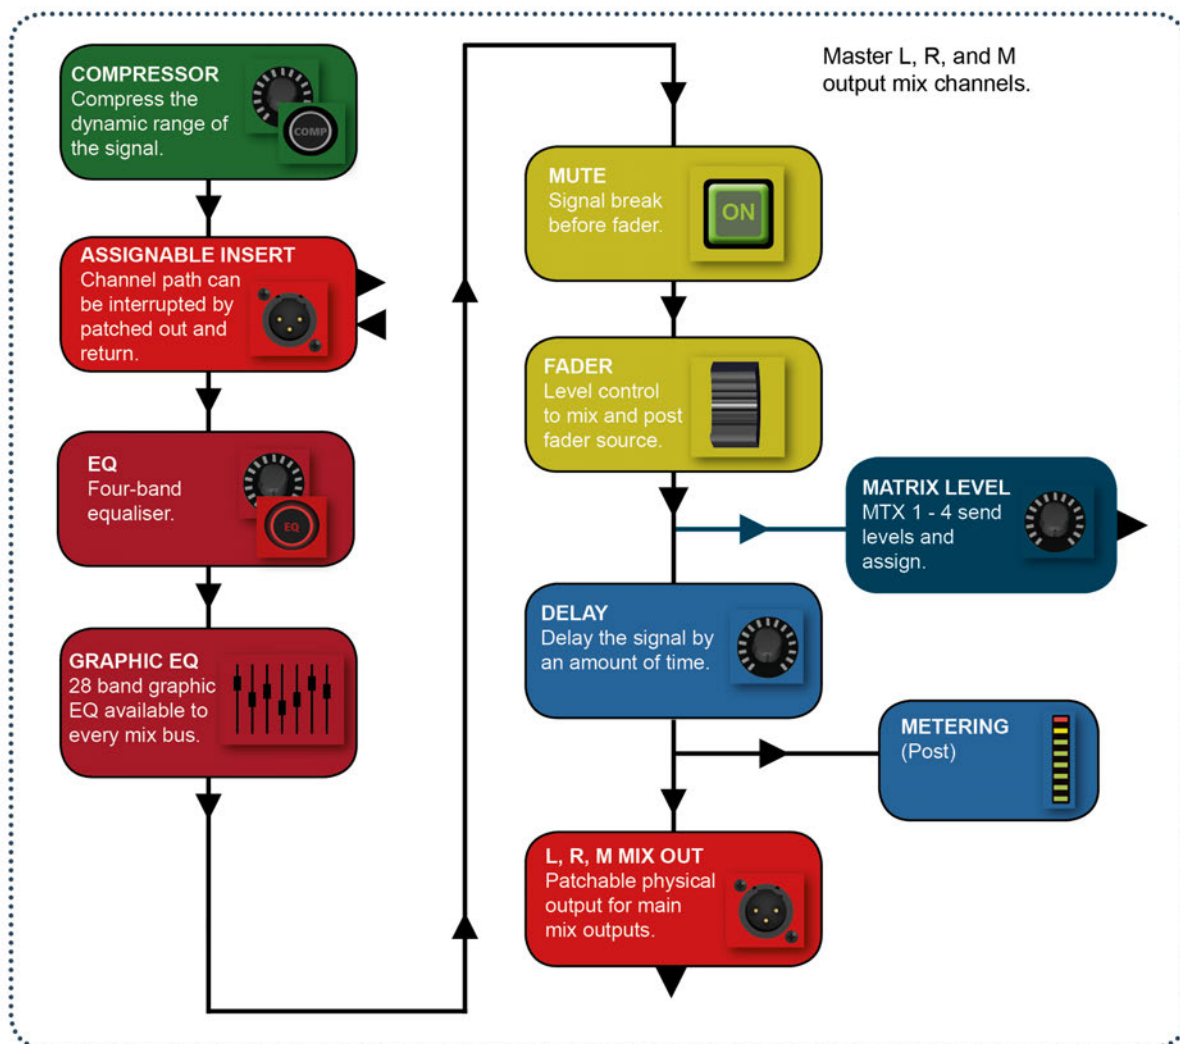 Master L, R, and M
output mix channels.
COMPRESSOR
Compress the
dynamic range of
the signal.
COMP
ASSIGNABLE INSERT
Channel path can
be interrupted by
patched out and
return.
EQ
Four-band
equaliser.
EQ
GRAPHIC EQ
28 band graphic
EQ available to
every mix bus.
MUTE
Signal break
before fader.
ON
FADER
Level control
to mix and post
fader source.
MATRIX LEVEL
MTX 1 - 4 send
levels and
assign.
DELAY
Delay the signal by
an amount of time.
METERING
(Post)
L, R, M MIX OUT
Patchable physical
output for main
mix outputs.